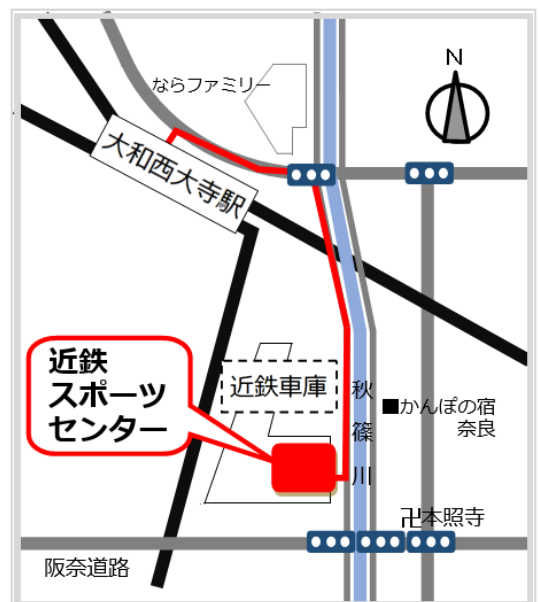 ならファミリー
N
大和西大寺駅
近鉄
スポーツ
センター
近鉄車庫
秋篠川
■かんぽの宿
奈良
卍本照寺
阪奈道路